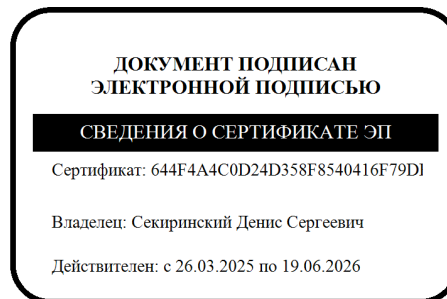 ДОКУМЕНТ ПОДПИСАН
ЭЛЕКТРОННОЙ ПОДПИСЬЮ
СВЕДЕНИЯ О СЕРТИФИКАТЕ ЭП
Сертификат: 644F4A4C0D24D358F8540416F79D
Владелец: Секиринский Денис Сергеевич
Действителен: с 26.03.2025 по 19.06.2026